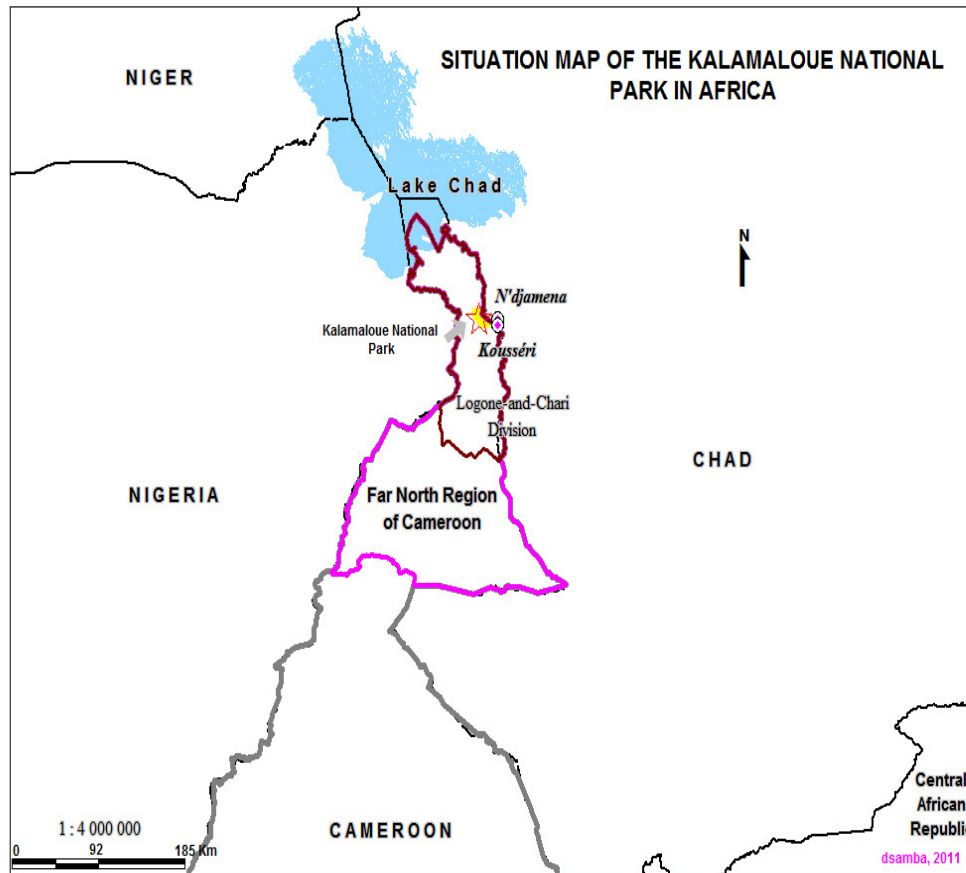 SITUATION MAP OF THE KALAMALOUE NATIONAL
PARK IN AFRICA
NIGER
Lake Chad
N
N'djamena
Kalamaloue National
Park
Kousséri
Logone-and-Chari
Division
CHAD
NIGERIA
Far North Region
of Cameroon
Central
African
Republic
1:4 000 000
CAMEROON
0 92 185 Km
dsamba, 2011